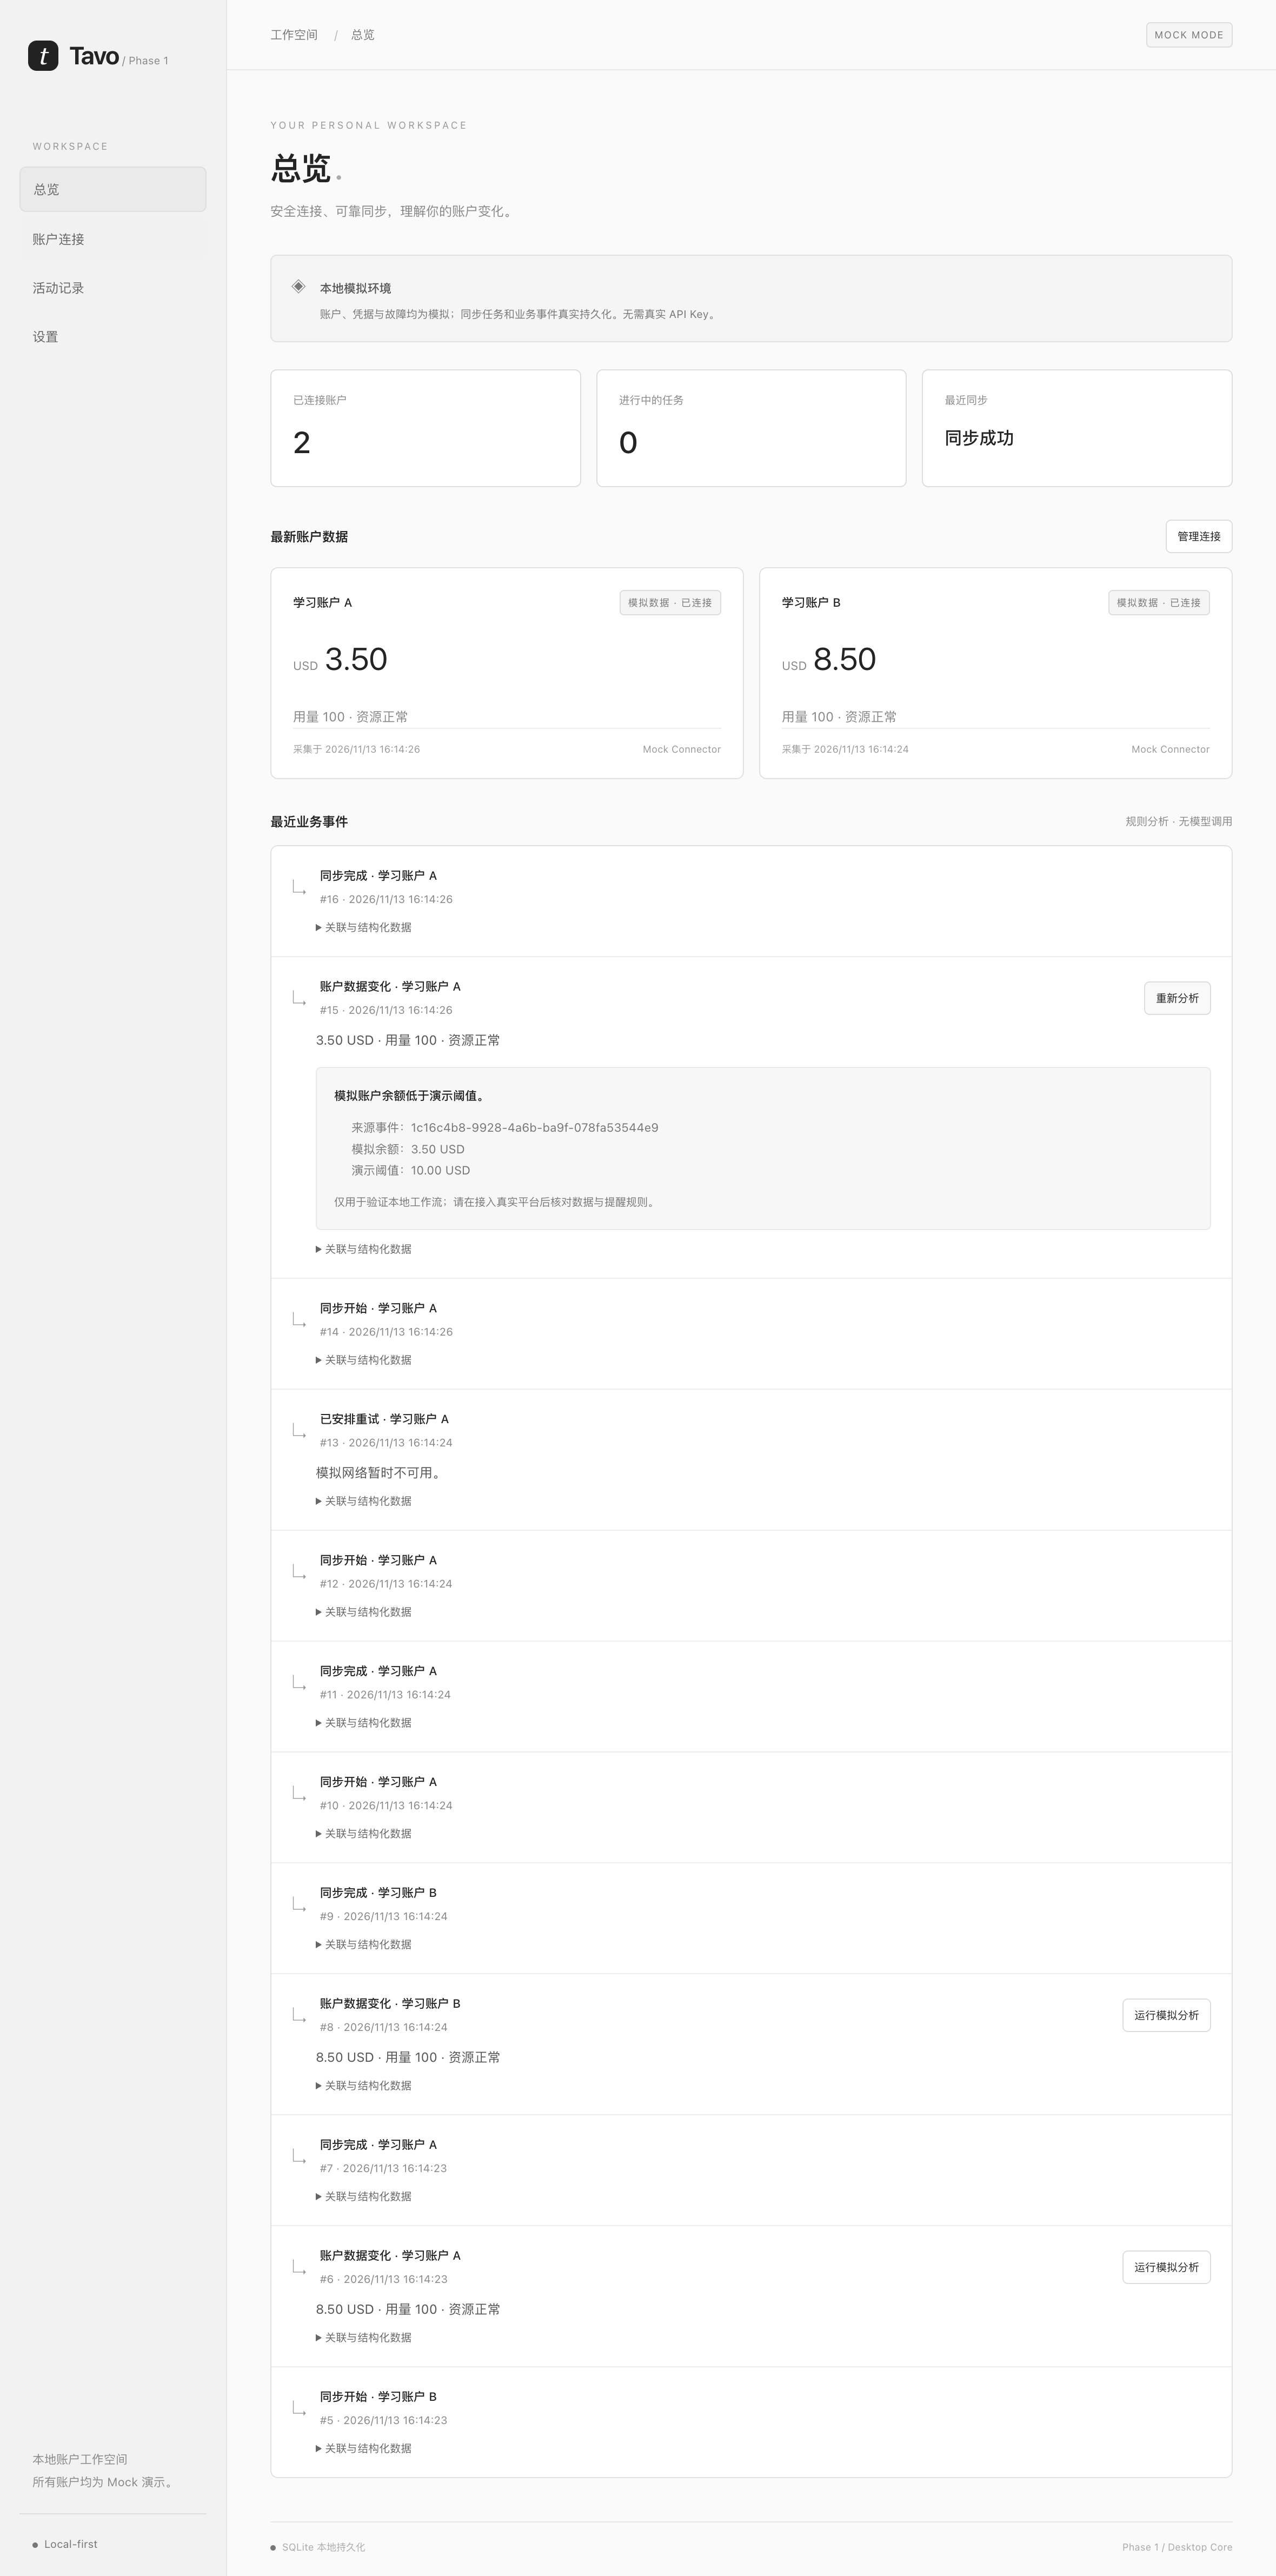 t Tavo / Phase 1
WORKSPACE
总览
账户连接
活动记录
设置
本地账户工作空间
所有账户均为 Mock 演示。
Local-first
工作空间 / 总览
MOCK MODE
YOUR PERSONAL WORKSPACE
总览.
安全连接、可靠同步，理解你的账户变化。
本地模拟环境
账户、凭据与故障均为模拟；同步任务和业务事件真实持久化。无需真实 API Key。
已连接账户
2
进行中的任务
0
最近同步
同步成功
最新账户数据
管理连接
学习账户 A
模拟数据 · 已连接
USD 3.50
用量 100 · 资源正常
采集于 2026/11/13 16:14:26
Mock Connector
学习账户 B
模拟数据 · 已连接
USD 8.50
用量 100 · 资源正常
采集于 2026/11/13 16:14:24
Mock Connector
最近业务事件
规则分析 · 无模型调用
同步完成 · 学习账户 A
#16 · 2026/11/13 16:14:26
关联与结构化数据
账户数据变化 · 学习账户 A
#15 · 2026/11/13 16:14:26
重新分析
3.50 USD · 用量 100 · 资源正常
模拟账户余额低于演示阈值。
来源事件：1c16c4b8-9928-4a6b-ba9f-078fa53544e9
模拟余额：3.50 USD
演示阈值：10.00 USD
仅用于验证本地工作流；请在接入真实平台后核对数据与提醒规则。
关联与结构化数据
同步开始 · 学习账户 A
#14 · 2026/11/13 16:14:26
关联与结构化数据
已安排重试 · 学习账户 A
#13 · 2026/11/13 16:14:24
模拟网络暂时不可用。
关联与结构化数据
同步开始 · 学习账户 A
#12 · 2026/11/13 16:14:24
关联与结构化数据
同步完成 · 学习账户 A
#11 · 2026/11/13 16:14:24
关联与结构化数据
同步开始 · 学习账户 A
#10 · 2026/11/13 16:14:24
关联与结构化数据
同步完成 · 学习账户 B
#9 · 2026/11/13 16:14:24
关联与结构化数据
账户数据变化 · 学习账户 B
#8 · 2026/11/13 16:14:24
运行模拟分析
8.50 USD · 用量 100 · 资源正常
关联与结构化数据
同步完成 · 学习账户 A
#7 · 2026/11/13 16:14:23
关联与结构化数据
账户数据变化 · 学习账户 A
#6 · 2026/11/13 16:14:23
运行模拟分析
8.50 USD · 用量 100 · 资源正常
关联与结构化数据
同步开始 · 学习账户 B
#5 · 2026/11/13 16:14:23
关联与结构化数据
SQLite 本地持久化
Phase 1 / Desktop Core